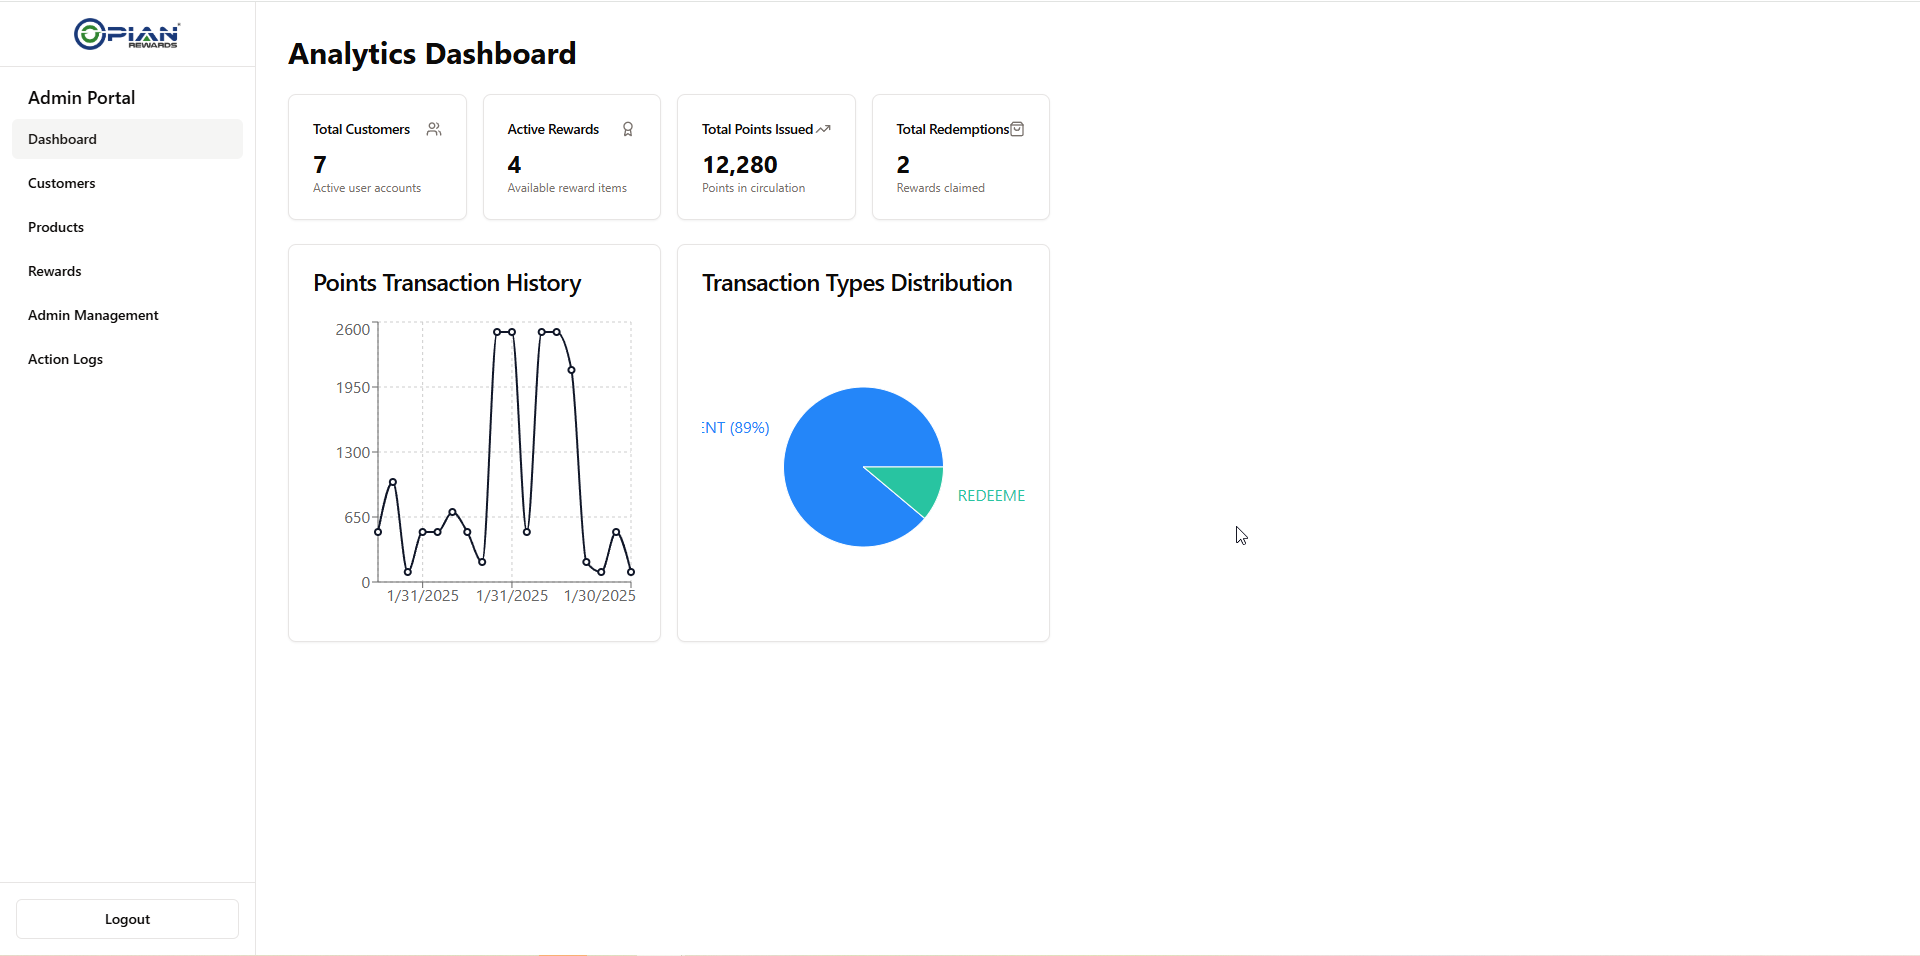 OPIAN
REWARDS
Admin Portal
Dashboard
Customers
Products
Rewards
Admin Management
Action Logs
Logout
Analytics Dashboard
Total Customers
7
Active user accounts
Active Rewards
4
Available reward items
Total Points Issued
12,280
Points in circulation
Total Redemptions
2
Rewards claimed
Points Transaction History
2600
1950
1300
650
0
1/31/2025 1/31/2025 1/30/2025
Transaction Types Distribution
ENT (89%)
REDEEME